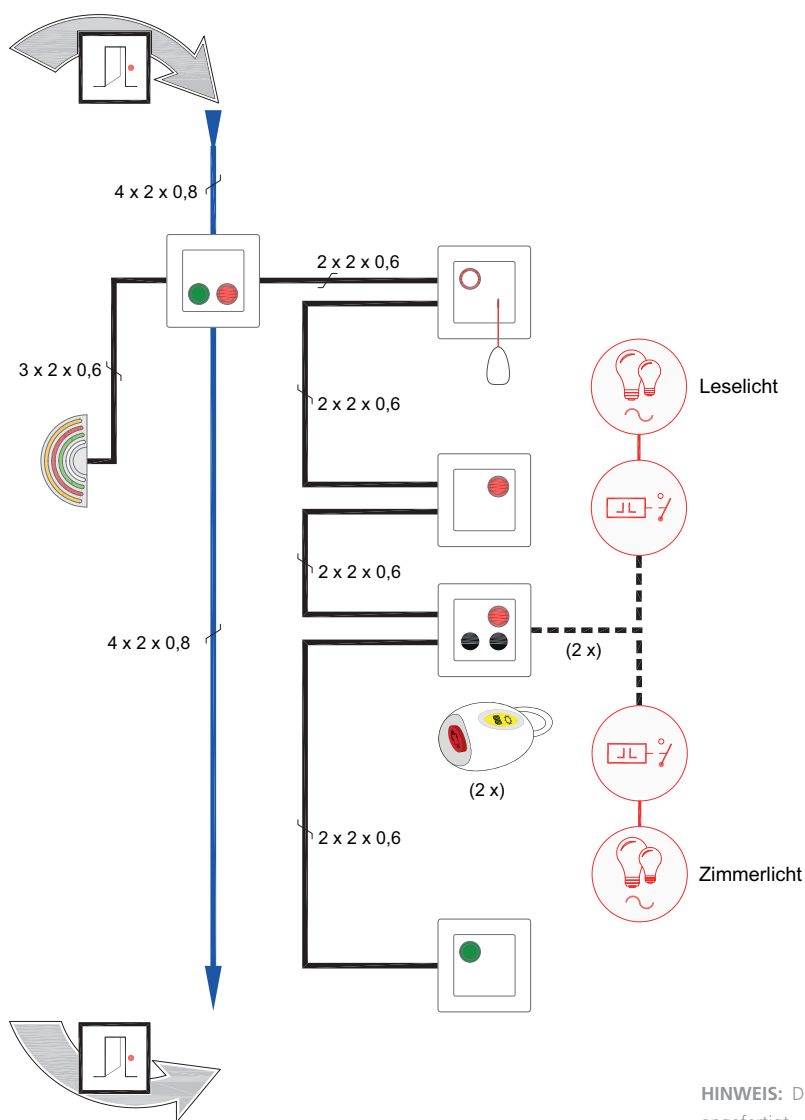 4 x 2 x 0,8
2 x 2 x 0,6
3 x 2 x 0,6
Leselicht
2 x 2 x 0,6
2 x 2 x 0,6
4 x 2 x 0,8
(2 x)
(2 x)
2 x 2 x 0,6
Zimmerlicht
HINWEIS: D